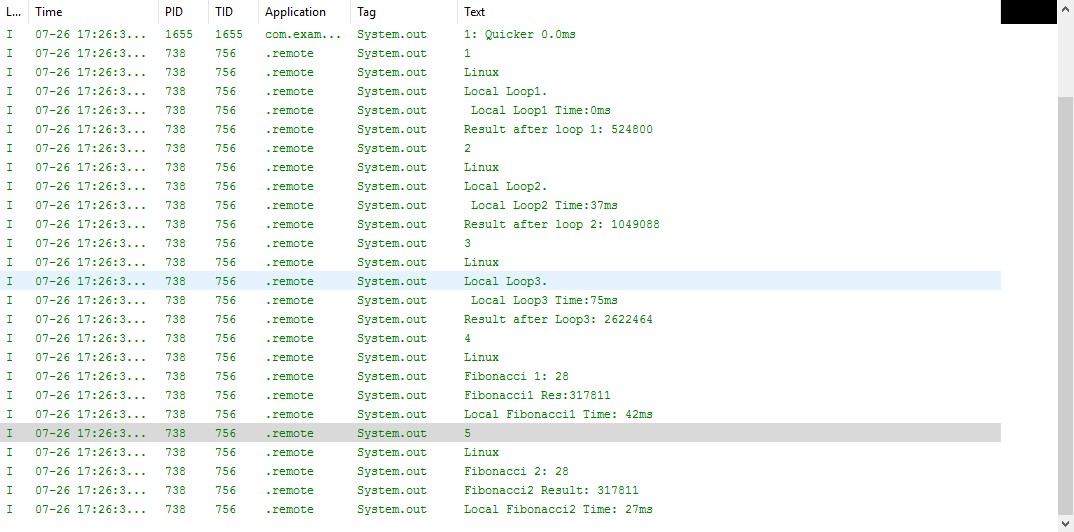 L... Time PID TID Application Tag Text
I 07-26 17:26:3... 1655 1655 com.exam... System.out 1: Quicker 0.0ms
I 07-26 17:26:3... 738 756 .remote System.out 1
I 07-26 17:26:3... 738 756 .remote System.out Linux
I 07-26 17:26:3... 738 756 .remote System.out Local Loop1.
I 07-26 17:26:3... 738 756 .remote System.out Local Loop1 Time:0ms
I 07-26 17:26:3... 738 756 .remote System.out Result after loop 1: 524800
I 07-26 17:26:3... 738 756 .remote System.out 2
I 07-26 17:26:3... 738 756 .remote System.out Linux
I 07-26 17:26:3... 738 756 .remote System.out Local Loop2.
I 07-26 17:26:3... 738 756 .remote System.out Local Loop2 Time:37ms
I 07-26 17:26:3... 738 756 .remote System.out Result after loop 2: 1049088
I 07-26 17:26:3... 738 756 .remote System.out 3
I 07-26 17:26:3... 738 756 .remote System.out Linux
I 07-26 17:26:3... 738 756 .remote System.out Local Loop3.
I 07-26 17:26:3... 738 756 .remote System.out Local Loop3 Time:75ms
I 07-26 17:26:3... 738 756 .remote System.out Result after Loop3: 2622464
I 07-26 17:26:3... 738 756 .remote System.out 4
I 07-26 17:26:3... 738 756 .remote System.out Linux
I 07-26 17:26:3... 738 756 .remote System.out Fibonacci 1: 28
I 07-26 17:26:3... 738 756 .remote System.out Fibonacci1 Res:317811
I 07-26 17:26:3... 738 756 .remote System.out Local Fibonacci1 Time: 42ms
I 07-26 17:26:3... 738 756 .remote System.out 5
I 07-26 17:26:3... 738 756 .remote System.out Linux
I 07-26 17:26:3... 738 756 .remote System.out Fibonacci 2: 28
I 07-26 17:26:3... 738 756 .remote System.out Fibonacci2 Result: 317811
I 07-26 17:26:3... 738 756 .remote System.out Local Fibonacci2 Time: 27ms